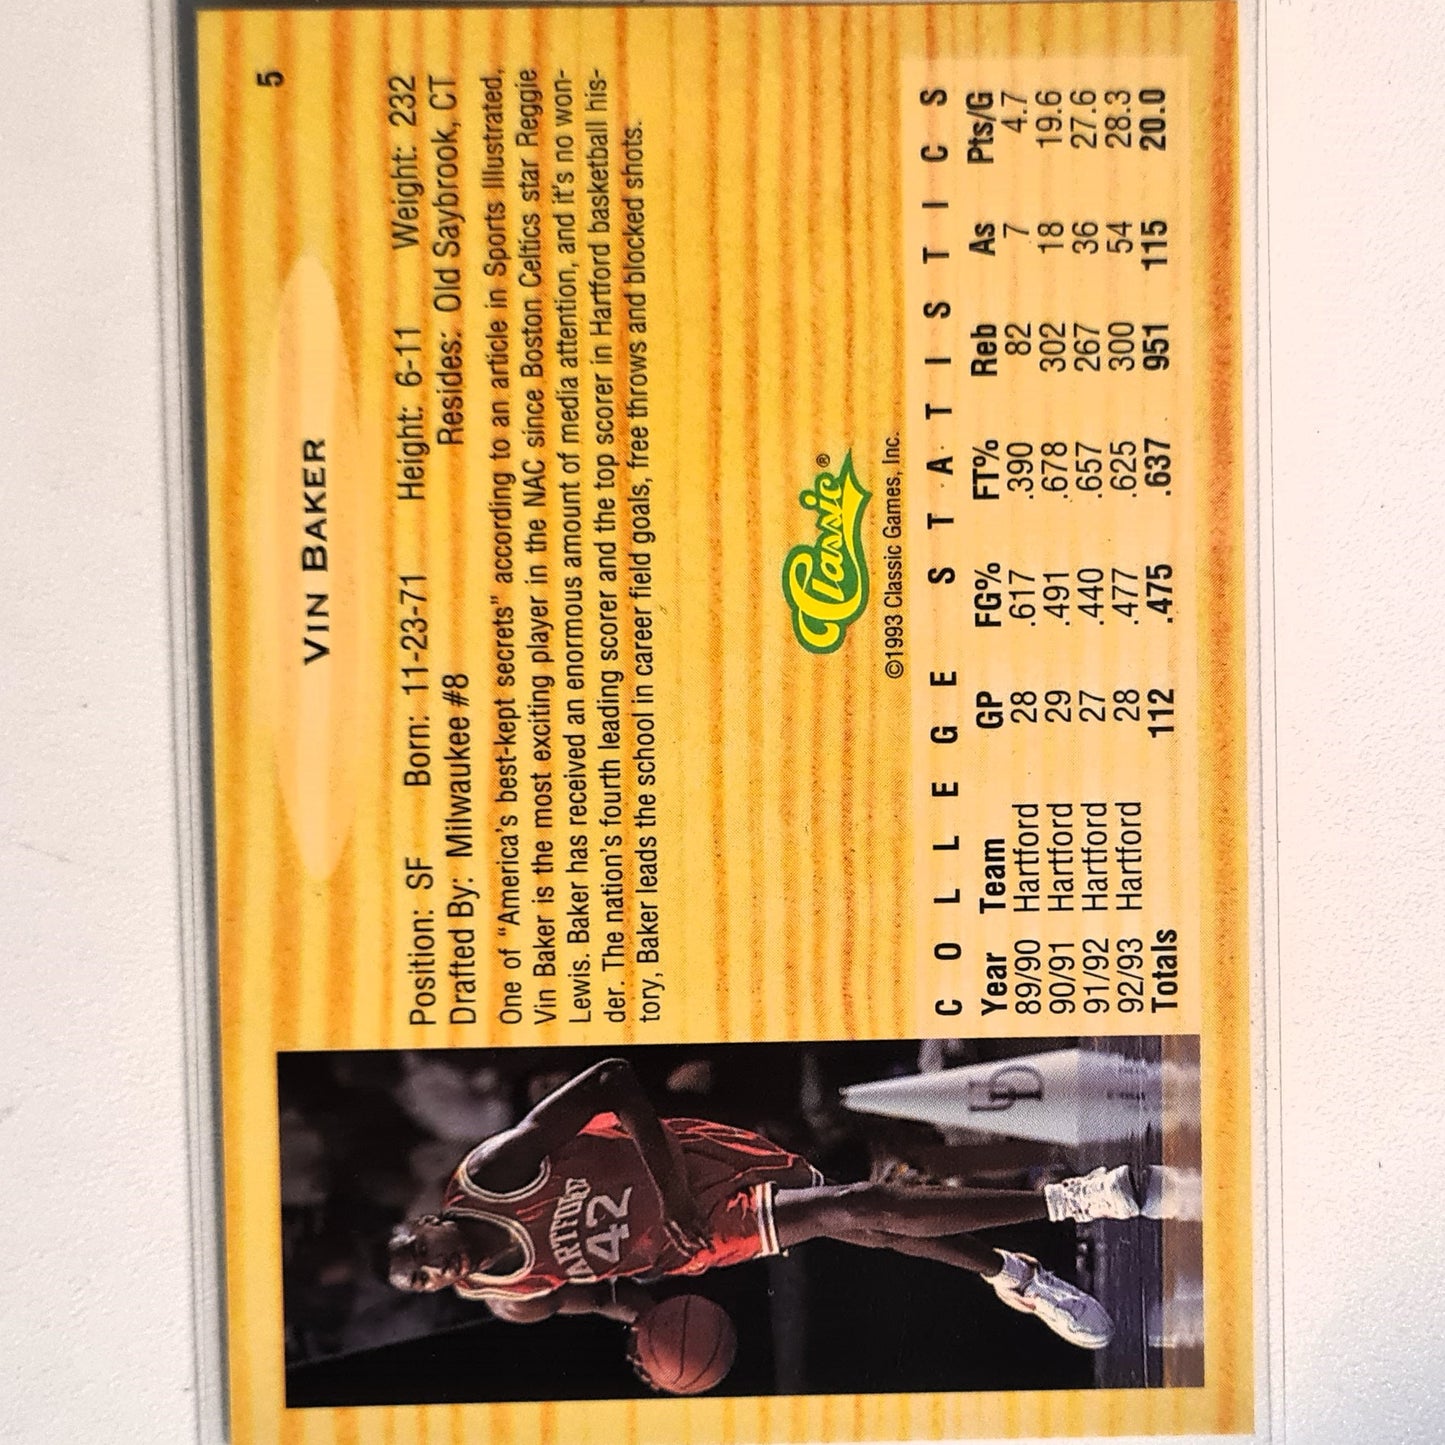 5
VIN BAKER
Position: SF Born: 11-23-71 Height: 6-11 Weight: 232
Drafted By: Milwaukee #8 Resides: Old Saybrook, CT
One of “America’s best-kept secrets” according to an article in Sports Illustrated,
Vin Baker is the most exciting player in the NAC since Boston Celtics star Reggie
Lewis. Baker has received an enormous amount of media attention, and it’s no won-
der. The nation’s fourth leading scorer and the top scorer in Hartford basketball his-
tory, Baker leads the school in career field goals, free throws and blocked shots.
Classic®
©1993 Classic Games, Inc.
COLLEGE STATISTICS
Year Team GP FG% FT% Reb As Pts/G
89/90 Hartford 28 .617 .390 82 7 4.7
90/91 Hartford 29 .491 .678 302 18 19.6
91/92 Hartford 27 .440 .657 267 36 27.6
92/93 Hartford 28 .477 .625 300 54 28.3
Totals 112 .475 .637 951 115 20.0
42